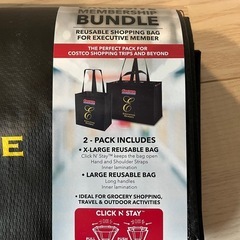 MEMBERSHIP
BUNDLE
REUSABLE SHOPPING BAG
FOR EXECUTIVE MEMBER
THE PERFECT PACK FOR
COSTCO SHOPPING TRIPS AND BEYOND
E
E
2 - PACK INCLUDES
• X-LARGE REUSABLE BAG
Click N' Stay™ keeps the bag open
Hand and Shoulder Straps
Inner lamination
• LARGE REUSABLE BAG
Long handles
Inner lamination
• IDEAL FOR GROCERY SHOPPING,
TRAVEL & OUTDOOR ACTIVITIES
CLICK N' STAY™
PULL
PUSH
E